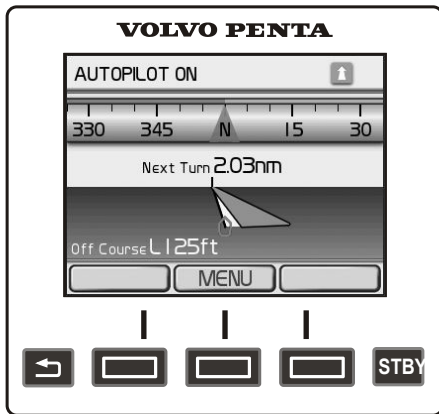 VOLVO PENTA
AUTOPILOT ON
330 345 N 15 30
Next Turn 2.03nm
Off Course L125ft
MENU
STBY